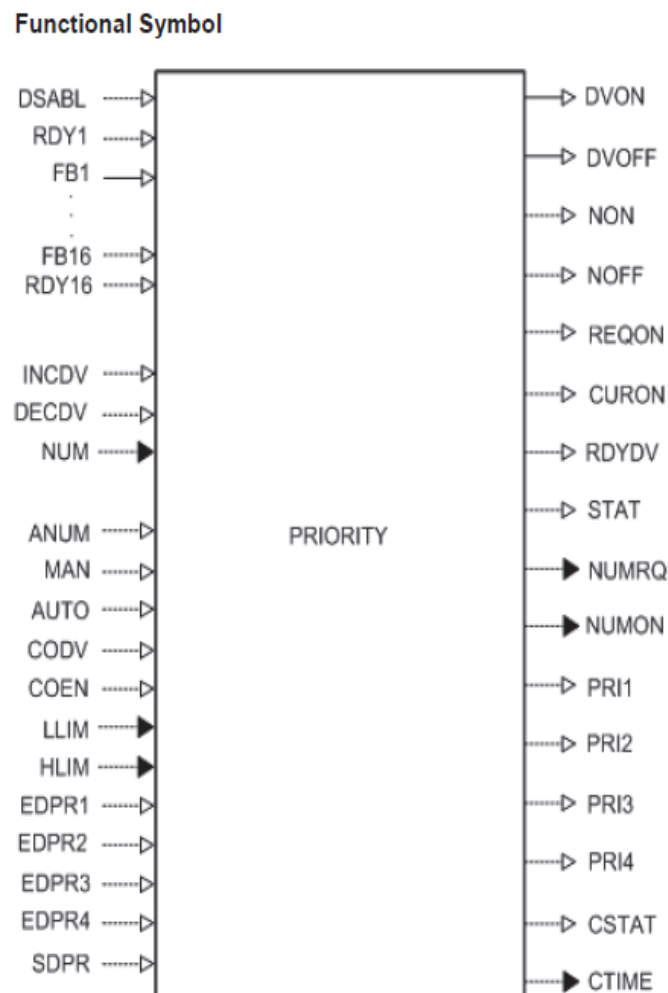 Functional Symbol
DSABL
RDY1
FB1
.
.
.
FB16
RDY16
INCDV
DECDV
NUM
ANUM
MAN
AUTO
CODV
COEN
LLIM
HLIM
EDPR1
EDPR2
EDPR3
EDPR4
SDPR
PRIORITY
DVON
DVOFF
NON
NOFF
REQON
CURON
RDYDV
STAT
NUMRQ
NUMON
PRI1
PRI2
PRI3
PRI4
CSTAT
CTIME